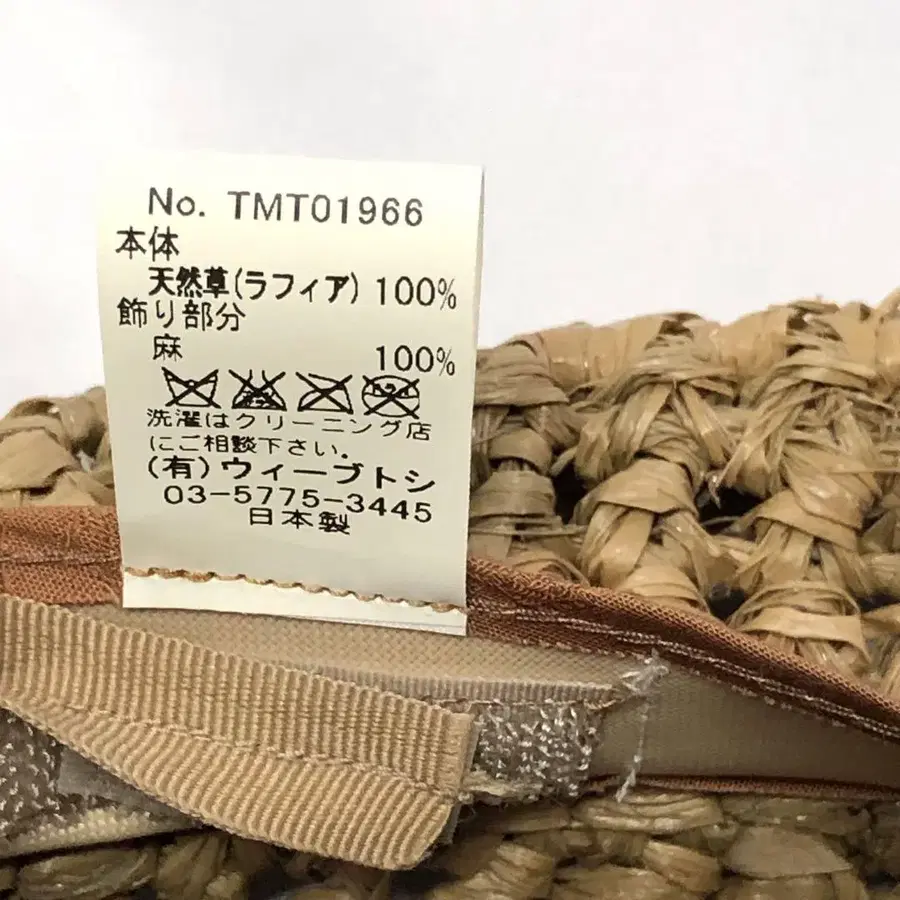 No. TMT01966
本体
天然草(ラフィア) 100%
飾り部分
麻 100%
洗濯はクリーニング店
にご相談下さい.
(有)ウィーブトシ
03-5775-3445
日本製